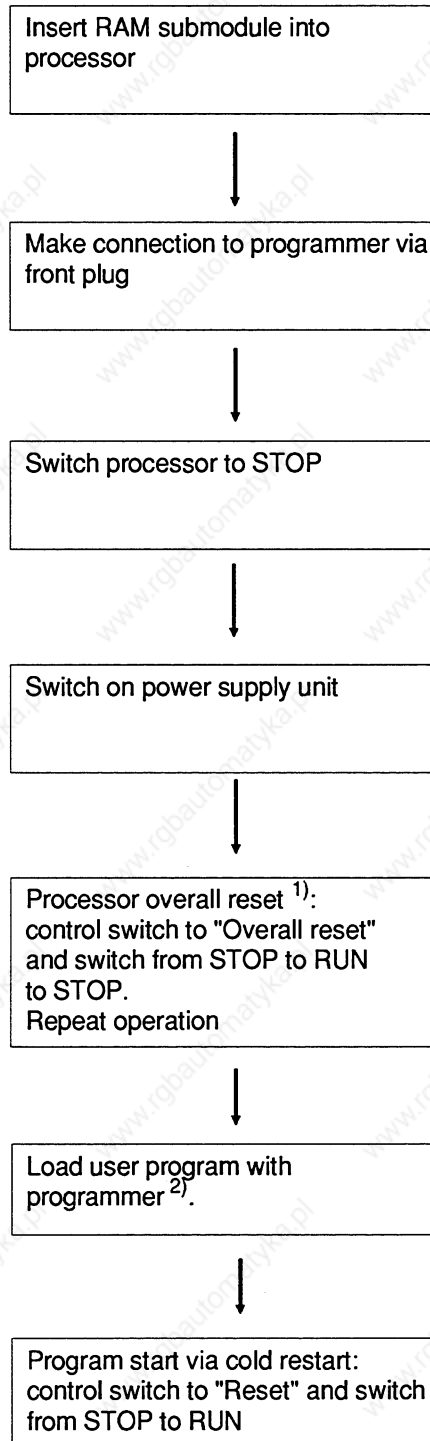 Insert RAM submodule into
processor
Make connection to programmer via
front plug
Switch processor to STOP
Switch on power supply unit
Processor overall reset 1):
control switch to "Overall reset"
and switch from STOP to RUN
to STOP.
Repeat operation
Load user program with
programmer 2).
Program start via cold restart:
control switch to "Reset" and switch
from STOP to RUN
www.rgbautomatyka.pl